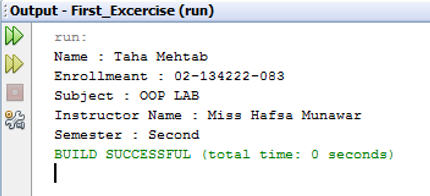 Output - First_Excercise (run)
run:
Name : Taha Mehtab
Enrollmeant : 02-134222-083
Subject : OOP LAB
Instructor Name : Miss Hafsa Munawar
Semester : Second
BUILD SUCCESSFUL (total time: 0 seconds)